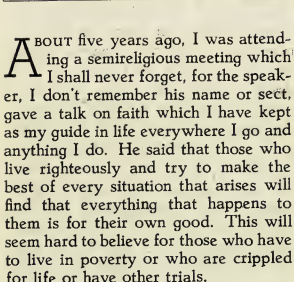 ABOUT five years ago, I was attend-
ing a semireligious meeting which
I shall never forget, for the speak-
er, I don't remember his name or sect,
gave a talk on faith which I have kept
as my guide in life everywhere I go and
anything I do. He said that those who
live righteously and try to make the
best of every situation that arises will
find that everything that happens to
them is for their own good. This will
seem hard to believe for those who have
to live in poverty or who are crippled
for life or have other trials.